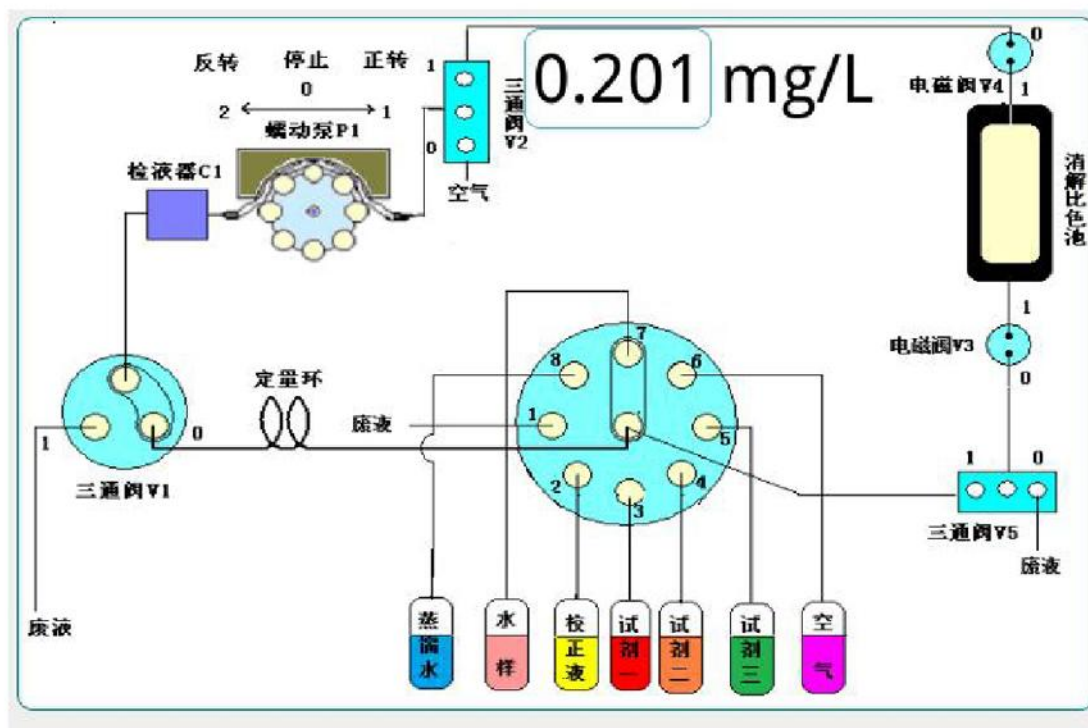 0.201 mg/L
反转 停止 正转
0
2 1
蠕动泵P1
检液器C1
1
三通阀V2
0
空气
0
电磁阀V4
1
消解比色池
1
电磁阀V3
0
7
8 6
定量环
废液
1 5
0
1
三通阀V1
2 4
3
1 0
三通阀V5
废液
废液
蒸馏水
水样
校正液
试剂一
试剂二
试剂三
空气